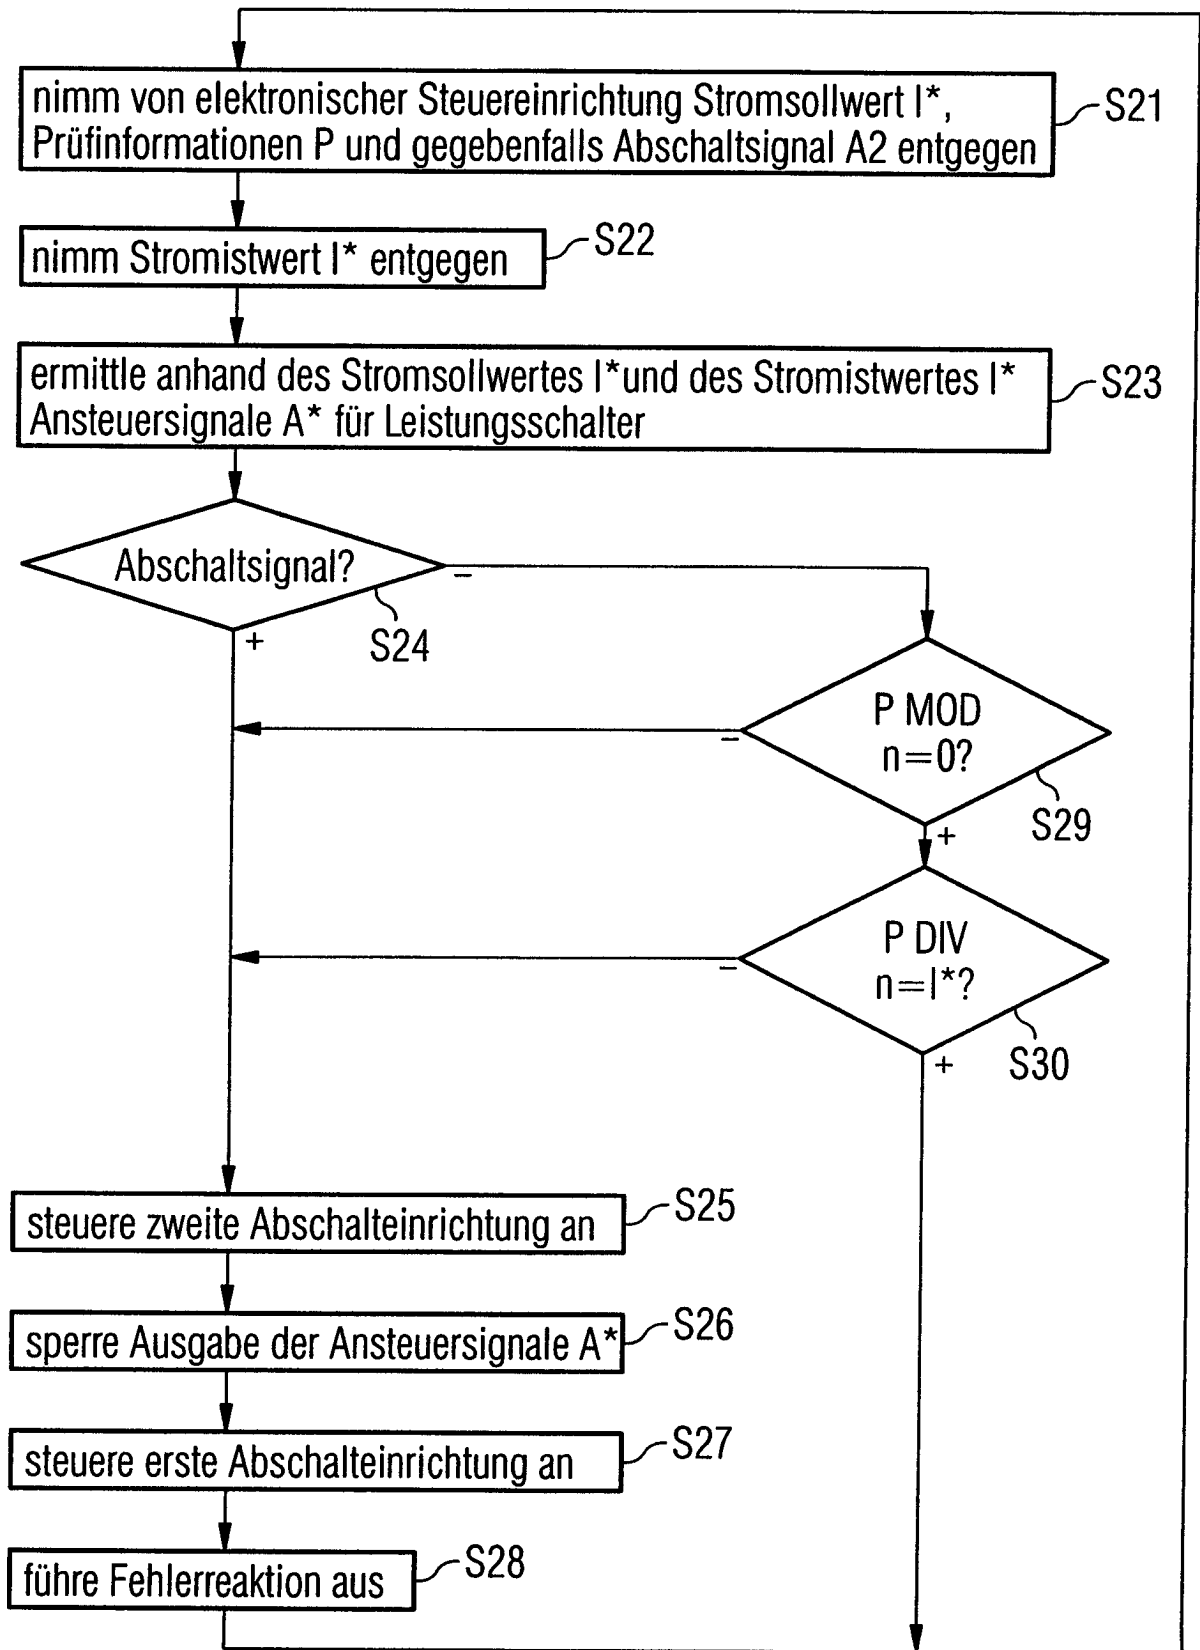 nimm von elektronischer Steuereinrichtung Stromsollwert I*,
Prüfinformationen P und gegebenfalls Abschaltsignal A2 entgegen
S21
nimm Stromistwert I* entgegen
S22
ermittle anhand des Stromsollwertes I*und des Stromistwertes I*
Ansteuersignale A* für Leistungsschalter
S23
Abschaltsignal?
–
+
S24
P MOD
n=0?
–
+
S29
P DIV
n=I*?
–
+
S30
steuere zweite Abschalteinrichtung an
S25
sperre Ausgabe der Ansteuersignale A*
S26
steuere erste Abschalteinrichtung an
S27
führe Fehlerreaktion aus
S28